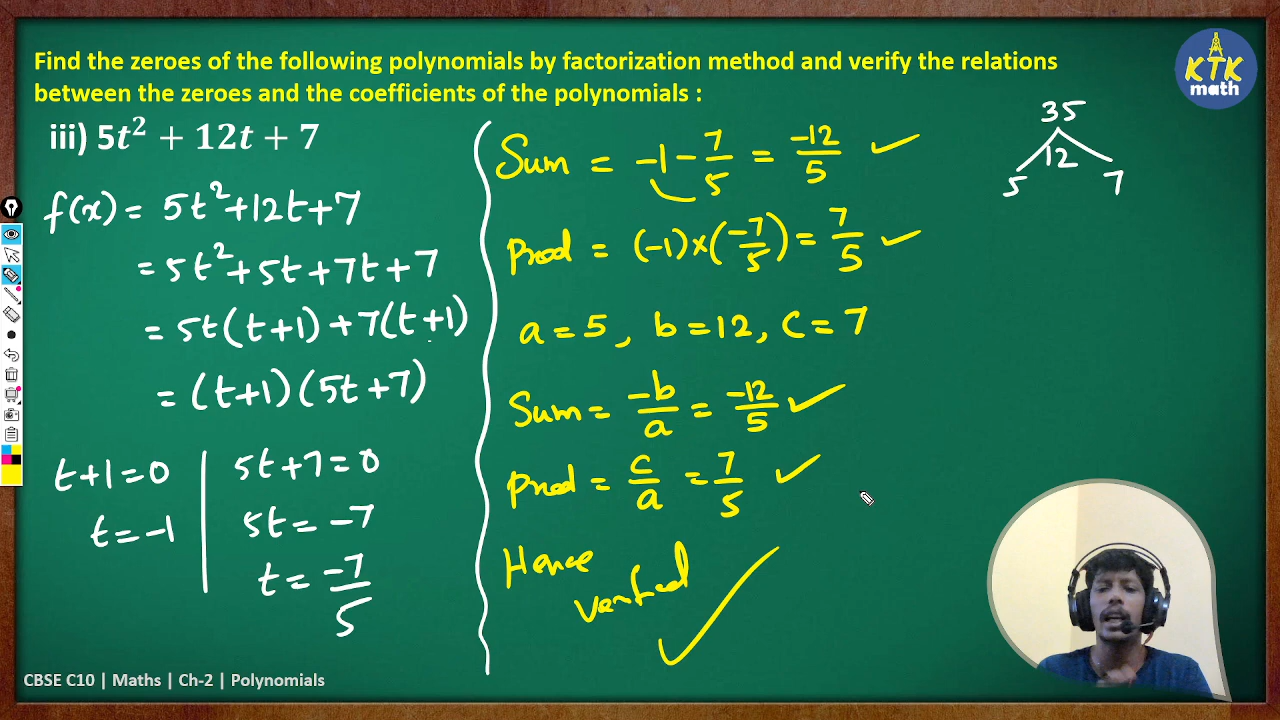 Find the zeroes of the following polynomials by factorization method and verify the relations
between the zeroes and the coefficients of the polynomials :
KTK
math
iii) 5t² + 12t + 7
f(x) = 5t²+12t+7
= 5t²+5t+7t+7
= 5t(t+1)+7(t+1)
= (t+1)(5t+7)
t+1=0
t=-1
5t+7=0
5t=-7
t=-7/5
Sum = -1-7/5 = -12/5 ✓
Prod = (-1)×(-7/5) = 7/5 ✓
a=5, b=12, c=7
Sum = -b/a = -12/5 ✓
Prod = c/a = 7/5 ✓
Hence
verified ✓
35
12
5 7
CBSE C10 | Maths | Ch-2 | Polynomials